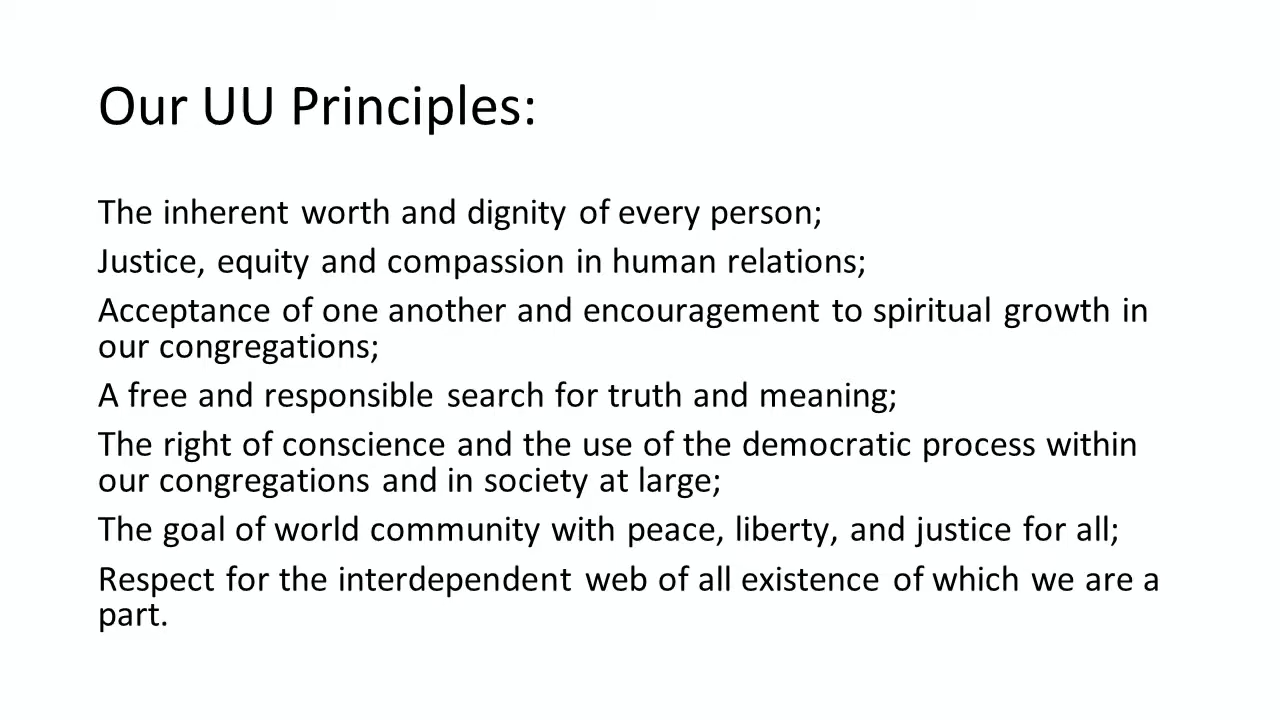 Our UU Principles:
The inherent worth and dignity of every person;
Justice, equity and compassion in human relations;
Acceptance of one another and encouragement to spiritual growth in
our congregations;
A free and responsible search for truth and meaning;
The right of conscience and the use of the democratic process within
our congregations and in society at large;
The goal of world community with peace, liberty, and justice for all;
Respect for the interdependent web of all existence of which we are a
part.